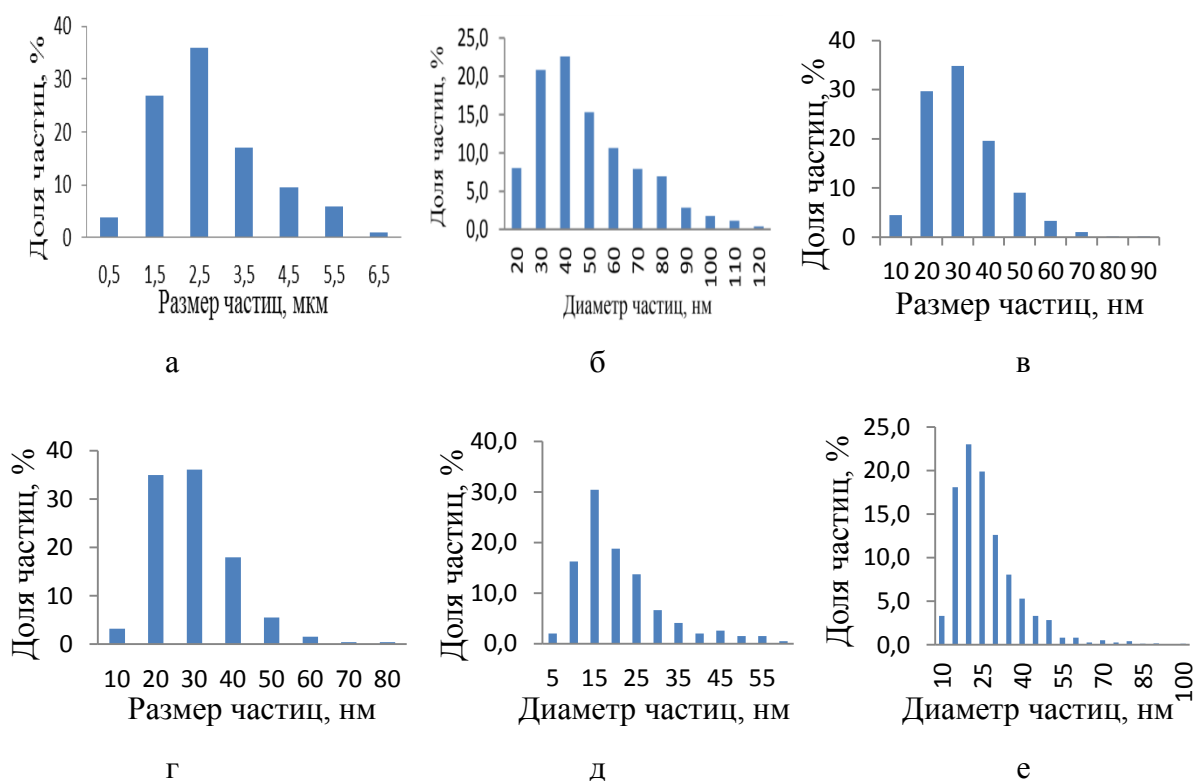 Доля частиц, %
40
30
20
10
0
0,5 1,5 2,5 3,5 4,5 5,5 6,5
Размер частиц, мкм
а
Доля частиц, %
25,0
20,0
15,0
10,0
5,0
0,0
20 30 40 50 60 70 80 90 100 110 120
Диаметр частиц, нм
б
Доля частиц, %
40
30
20
10
0
10 20 30 40 50 60 70 80 90
Размер частиц, нм
в
Доля частиц, %
40
20
0
10 20 30 40 50 60 70 80
Размер частиц, нм
г
Доля частиц, %
40,0
30,0
20,0
10,0
0,0
5 15 25 35 45 55
Диаметр частиц, нм
д
Доля частиц, %
25,0
20,0
15,0
10,0
5,0
0,0
10 25 40 55 70 85 100
Диаметр частиц, нм
е